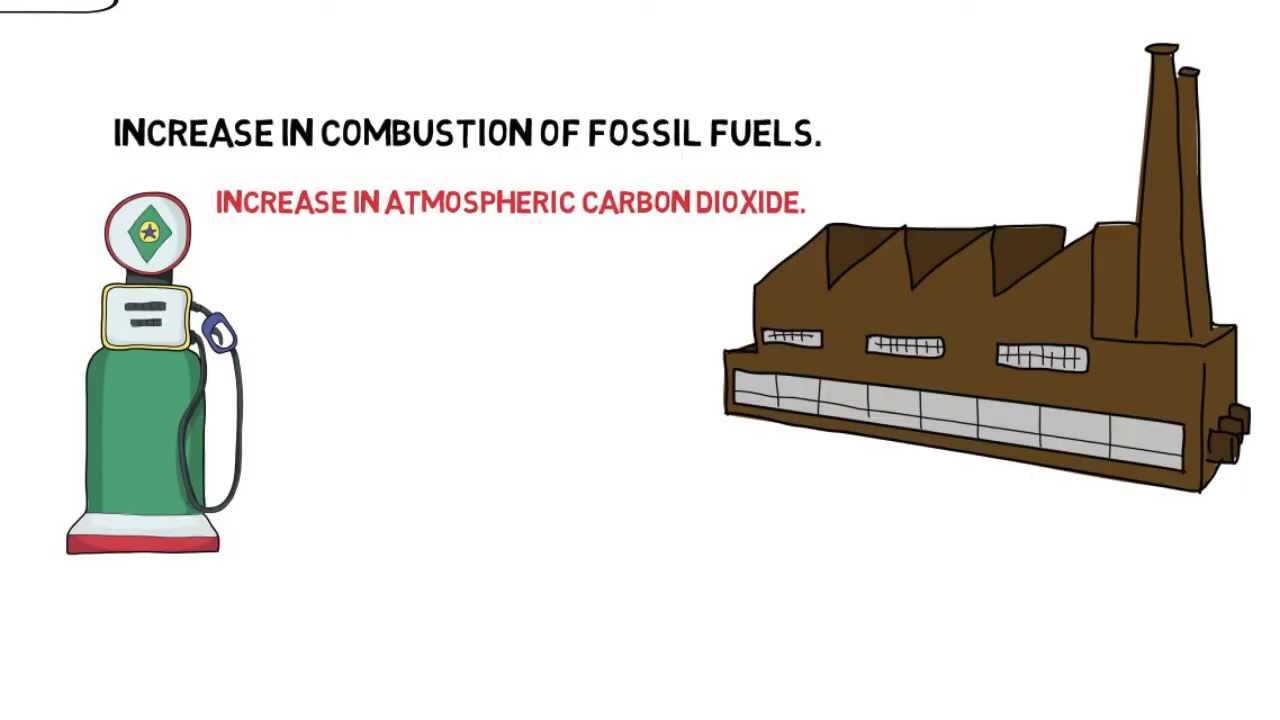 INCREASE IN COMBUSTION OF FOSSIL FUELS.
INCREASE IN ATMOSPHERIC CARBON DIOXIDE.